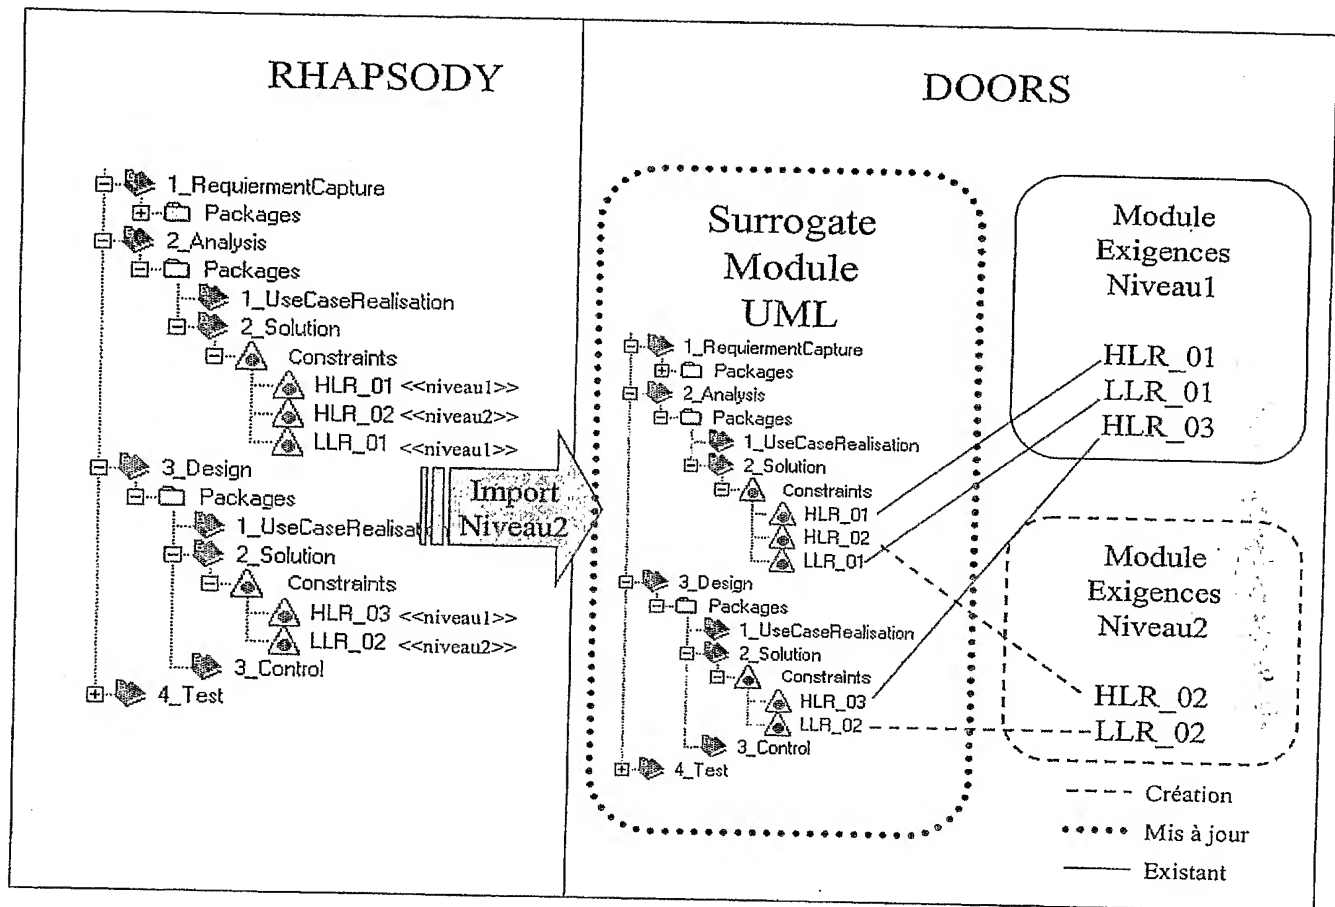 RHAPSODY
1_RequiermentCapture
Packages
2_Analysis
Packages
1_UseCaseRealisation
2_Solution
Constraints
HLR_01 <<niveau1>>
HLR_02 <<niveau2>>
LLR_01 <<niveau1>>
3_Design
Packages
1_UseCaseRealisation
2_Solution
Constraints
HLR_03 <<niveau1>>
LLR_02 <<niveau2>>
3_Control
4_Test
Import
Niveau2
DOORS
Surrogate
Module
UML
1_RequiermentCapture
Packages
2_Analysis
Packages
1_UseCaseRealisation
2_Solution
Constraints
HLR_01
HLR_02
LLR_01
3_Design
Packages
1_UseCaseRealisation
2_Solution
Constraints
HLR_03
LLR_02
3_Control
4_Test
Module
Exigences
Niveau1
HLR_01
LLR_01
HLR_03
Module
Exigences
Niveau2
HLR_02
LLR_02
Création
Mis à jour
Existant